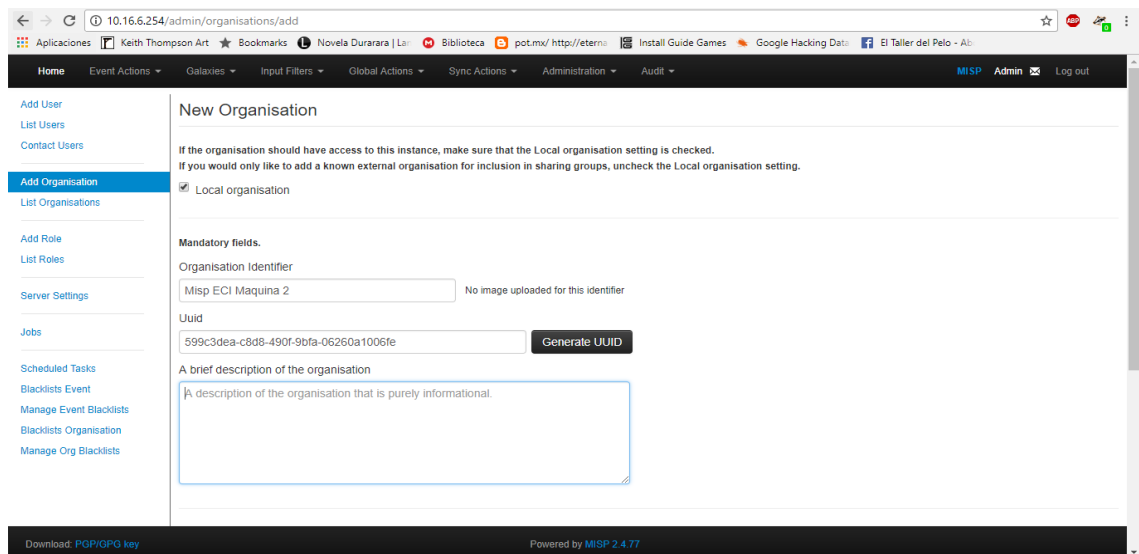 10.16.6.254/admin/organisations/add
Aplicaciones Keith Thompson Art Bookmarks Novela Durarara | Lar Biblioteca pot.mx/ http://eterna Install Guide Games Google Hacking Data El Taller del Pelo - Ab
Home Event Actions Galaxies Input Filters Global Actions Sync Actions Administration Audit MISP Admin Log out
Add User
List Users
Contact Users
Add Organisation
List Organisations
Add Role
List Roles
Server Settings
Jobs
Scheduled Tasks
Blacklists Event
Manage Event Blacklists
Blacklists Organisation
Manage Org Blacklists
New Organisation
If the organisation should have access to this instance, make sure that the Local organisation setting is checked.
If you would only like to add a known external organisation for inclusion in sharing groups, uncheck the Local organisation setting.
Local organisation
Mandatory fields.
Organisation Identifier
Misp ECI Maquina 2 No image uploaded for this identifier
Uuid
599c3dea-c8d8-490f-9bfa-06260a1006fe Generate UUID
A brief description of the organisation
A description of the organisation that is purely informational.
Download: PGP/GPG key Powered by MISP 2.4.77
ABP
0